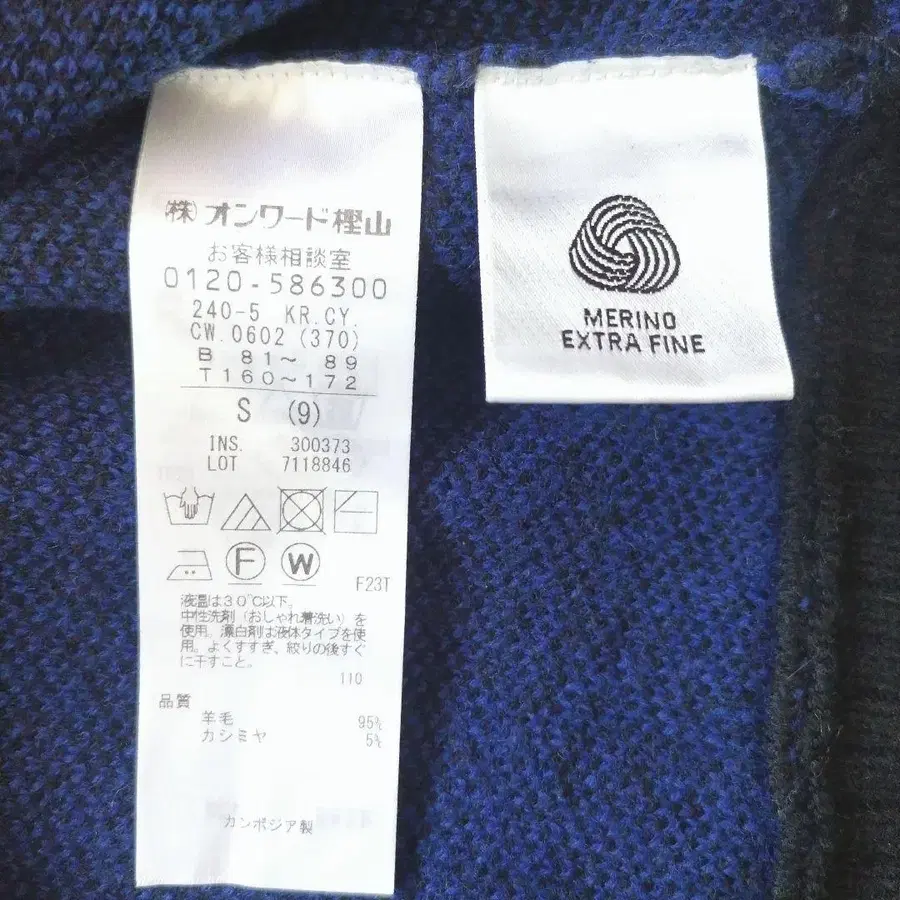 ㈱オンワード樫山
お客様相談室
0120-586300
240-5 KR.CY.
CW.0602 (370)
B 81～ 89
T160～172
S (9)
INS. 300373
LOT 7118846
F
W
F23T
液温は30℃以下。
中性洗剤（おしゃれ着洗い）を
使用。漂白剤は液体タイプを使
用。よくすすぎ、絞りの後すぐ
に干すこと。
110
品質
羊毛 95%
カシミヤ 5%
カンボジア製
MERINO
EXTRA FINE